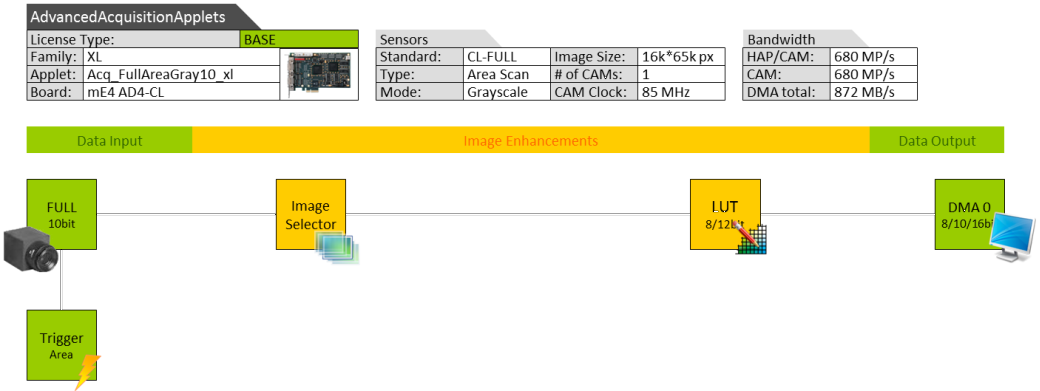 AdvancedAcquisitionApplets
License Type: BASE
Family: XL
Applet: Acq_FullAreaGray10_xl
Board: mE4 AD4-CL
Sensors
Standard: CL-FULL Image Size: 16k*65k px
Type: Area Scan # of CAMs: 1
Mode: Grayscale CAM Clock: 85 MHz
Bandwidth
HAP/CAM: 680 MP/s
CAM: 680 MP/s
DMA total: 872 MB/s
Data Input Image Enhancements Data Output
FULL
10bit
Image
Selector
LUT
8/12bit
DMA 0
8/10/16bi
Trigger
Area